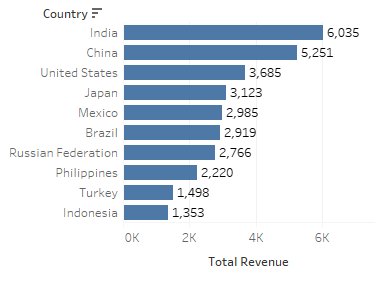 Country
India 6,035
China 5,251
United States 3,685
Japan 3,123
Mexico 2,985
Brazil 2,919
Russian Federation 2,766
Philippines 2,220
Turkey 1,498
Indonesia 1,353
0K 2K 4K 6K
Total Revenue